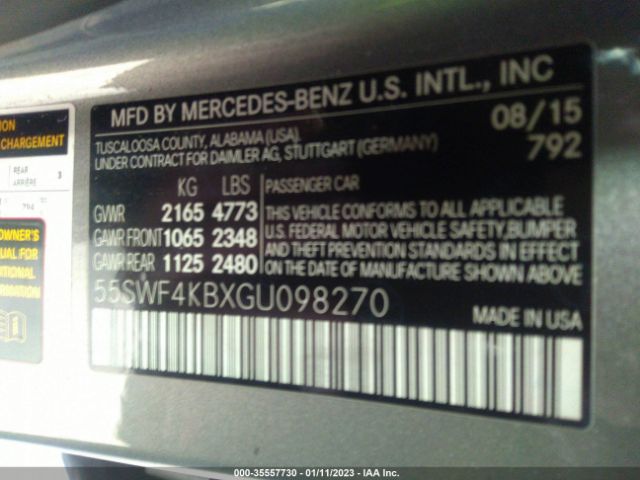 MFD BY MERCEDES-BENZ U.S. INTL., INC
TUSCALOOSA COUNTY, ALABAMA (USA),
UNDER CONTRACT FOR DAIMLER AG, STUTTGART (GERMANY)
08/15
792
KG LBS
GVWR 2165 4773
GAWR FRONT 1065 2348
GAWR REAR 1125 2480
PASSENGER CAR
THIS VEHICLE CONFORMS TO ALL APPLICABLE
U.S. FEDERAL MOTOR VEHICLE SAFETY, BUMPER
AND THEFT PREVENTION STANDARDS IN EFFECT
ON THE DATE OF MANUFACTURE SHOWN ABOVE
55SWF4KBXGU098270
MADE IN USA
ION
CHARGEMENT
REAR 3
ARRIÈRE
OWNER'S
000-35557730 - 01/11/2023 - IAA Inc.